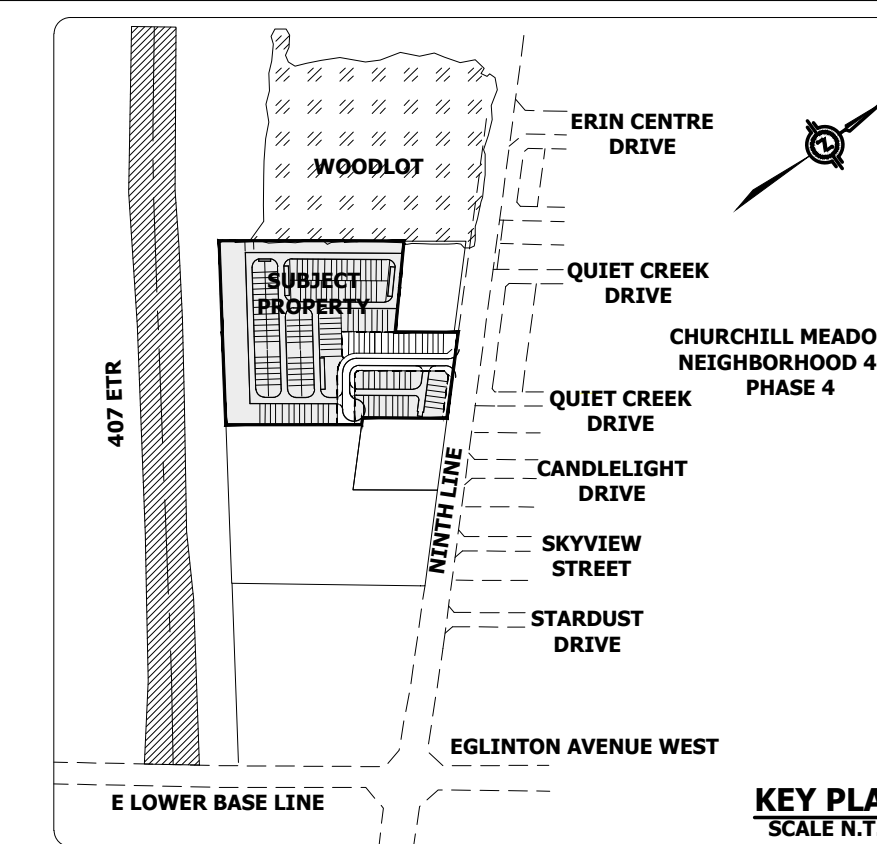 ERIN CENTRE
DRIVE
WOODLOT
Z
QUIET CREEK
DRIVE
SUBJECT
PROPERTY
CHURCHILL MEADO
NEIGHBORHOOD 4
PHASE 4
407 ETR
QUIET CREEK
DRIVE
CANDLELIGHT
DRIVE
NINTH LINE
SKYVIEW
STREET
STARDUST
DRIVE
EGLINTON AVENUE WEST
E LOWER BASE LINE
KEY PLA
SCALE N.T.